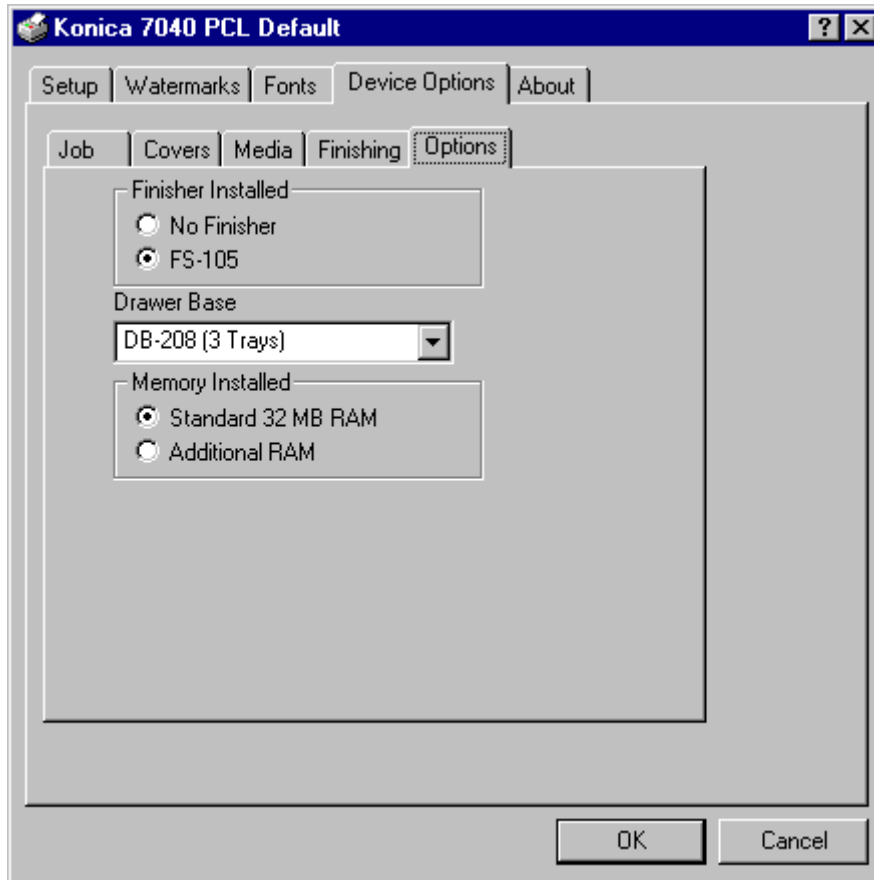 Konica 7040 PCL Default
Setup Watermarks Fonts Device Options About
Job Covers Media Finishing Options
Finisher Installed
No Finisher
FS-105
Drawer Base
DB-208 (3 Trays)
Memory Installed
Standard 32 MB RAM
Additional RAM
OK Cancel